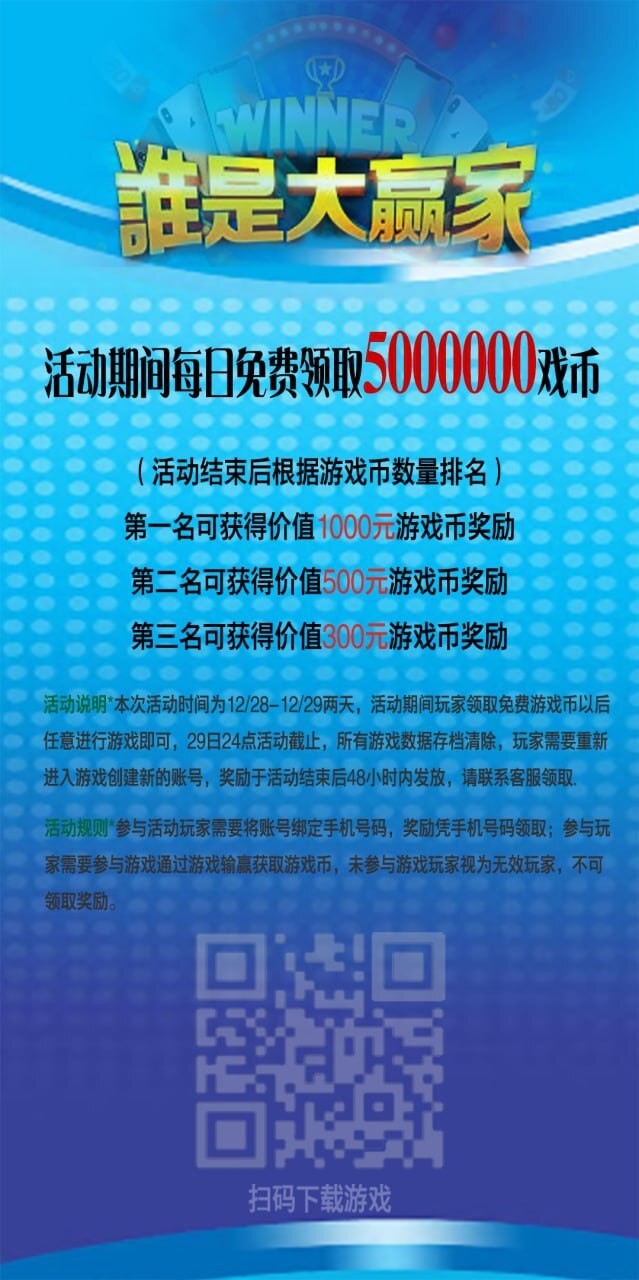 WINNER
誰是大赢家
活动期间每日免费领取5000000戏币
（活动结束后根据游戏币数量排名）
第一名可获得价值1000元游戏币奖励
第二名可获得价值500元游戏币奖励
第三名可获得价值300元游戏币奖励
活动说明*本次活动时间为12/28-12/29两天，活动期间玩家领取免费游戏币以后
任意进行游戏即可，29日24点活动截止，所有游戏数据存档清除，玩家需要重新
进入游戏创建新的账号，奖励于活动结束后48小时内发放，请联系客服领取.
活动规则*参与活动玩家需要将账号绑定手机号码，奖励凭手机号码领取；参与玩
家需要参与游戏通过游戏输赢获取游戏币，未参与游戏玩家视为无效玩家，不可
领取奖励。
扫码下载游戏